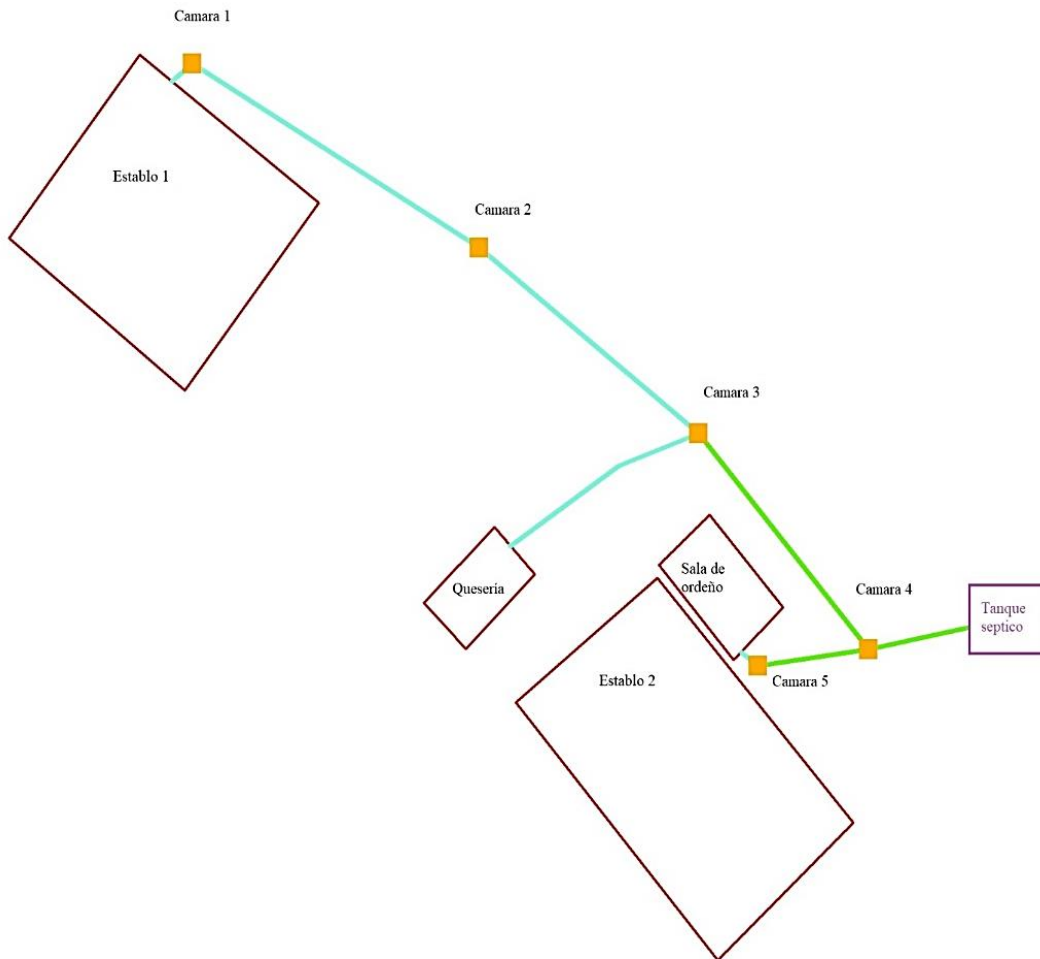 Camara 1
Establo 1
Camara 2
Camara 3
Quesería
Sala de
ordeño
Camara 4
Tanque
septico
Establo 2
Camara 5